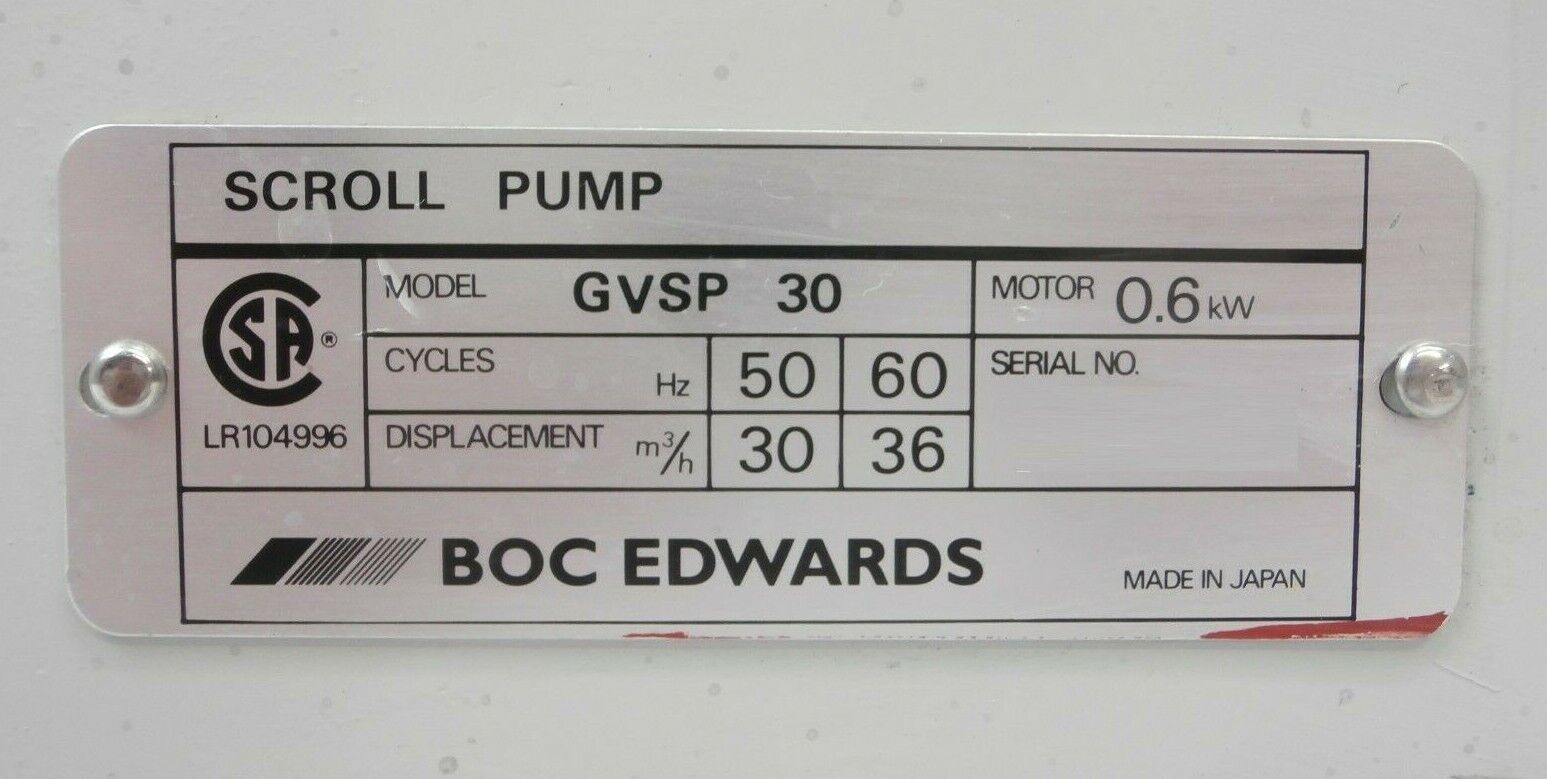 SCROLL PUMP
CSA ®
LR104996
MODEL GVSP 30
MOTOR 0.6 kW
CYCLES Hz 50 60
SERIAL NO.
DISPLACEMENT m³/h 30 36
BOC EDWARDS
MADE IN JAPAN